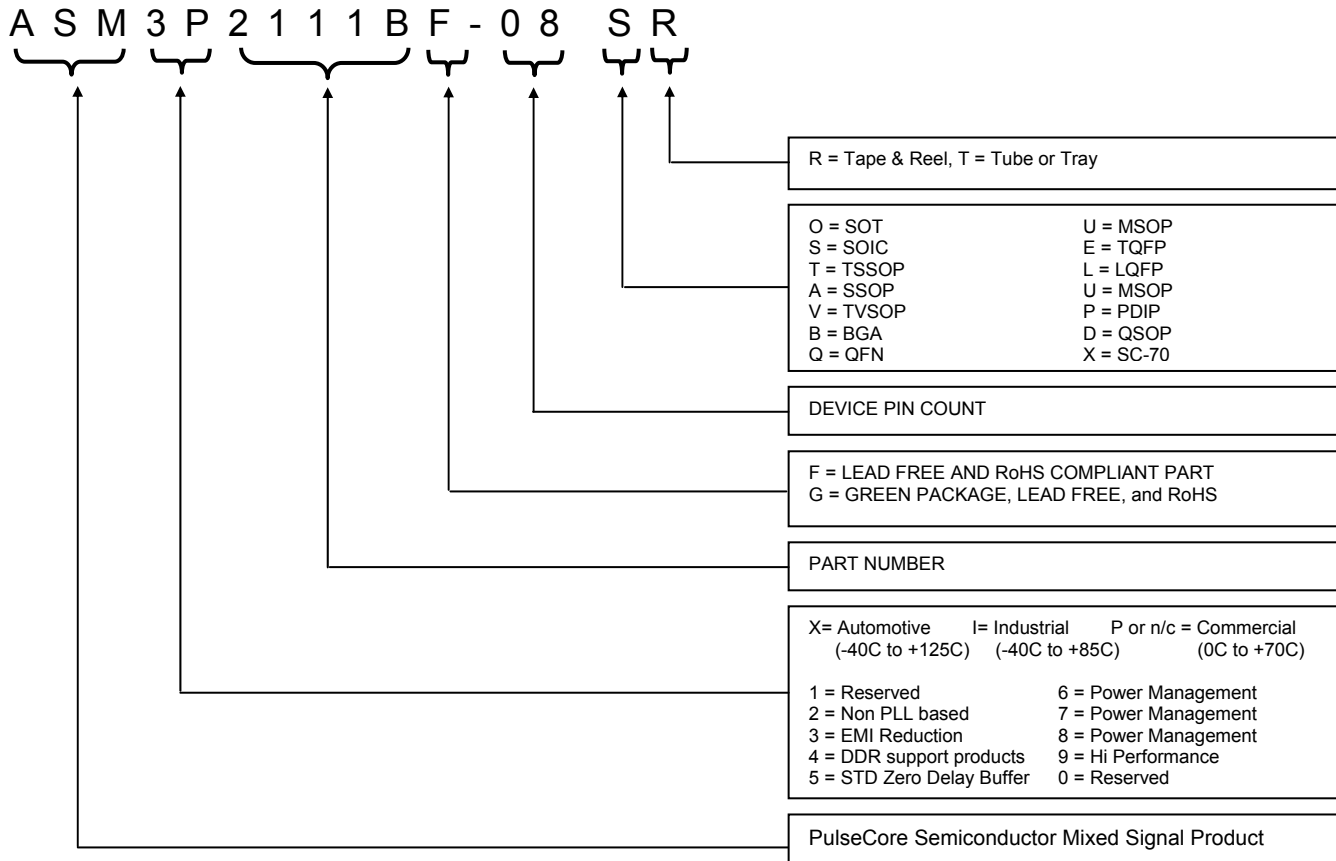 A S M 3 P 2 1 1 1 B F - 0 8 S R
R = Tape & Reel, T = Tube or Tray
O = SOT U = MSOP
S = SOIC E = TQFP
T = TSSOP L = LQFP
A = SSOP U = MSOP
V = TVSOP P = PDIP
B = BGA D = QSOP
Q = QFN X = SC-70
DEVICE PIN COUNT
F = LEAD FREE AND RoHS COMPLIANT PART
G = GREEN PACKAGE, LEAD FREE, and RoHS
PART NUMBER
X= Automotive I= Industrial P or n/c = Commercial
(-40C to +125C) (-40C to +85C) (0C to +70C)
1 = Reserved 6 = Power Management
2 = Non PLL based 7 = Power Management
3 = EMI Reduction 8 = Power Management
4 = DDR support products 9 = Hi Performance
5 = STD Zero Delay Buffer 0 = Reserved
PulseCore Semiconductor Mixed Signal Product